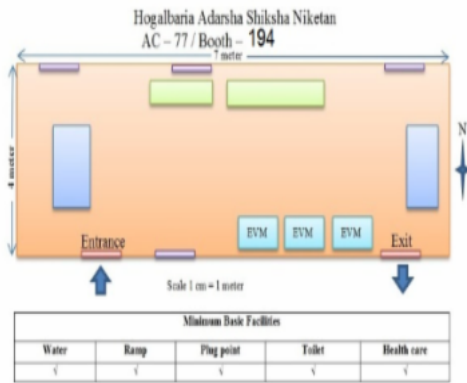 Hogalbaria Adarsha Shiksha Niketan
AC – 77 / Booth – 194
7 meter
4 meter
N
EVM EVM EVM
Entrance Exit
Scale 1 cm = 1 meter
Minimum Basic Facilities
Water Ramp Plug point Toilet Health care
√ √ √ √ √